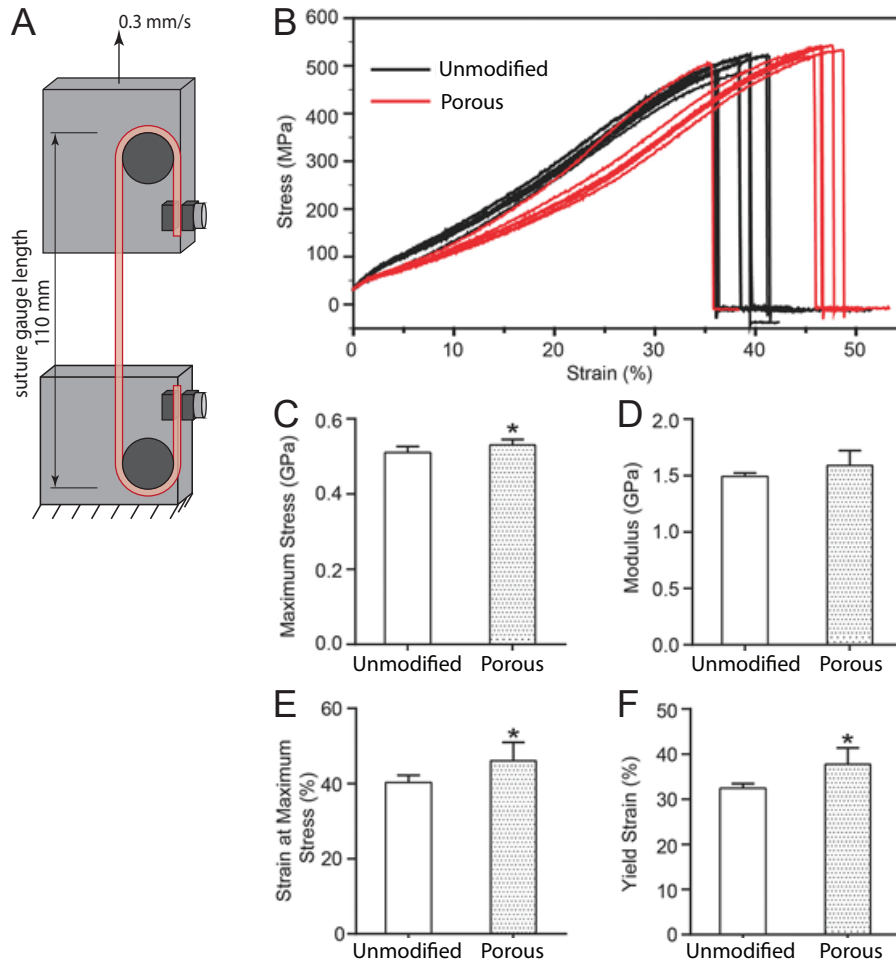 A
0.3 mm/s
suture gauge length
110 mm
B
600
500
400
300
200
100
0
Stress (MPa)
Unmodified
Porous
0
10
20
30
40
50
Strain (%)
C
0.6
0.4
0.2
0.0
Maximum Stress (GPa)
*
Unmodified
Porous
D
2.0
1.5
1.0
0.5
0.0
Modulus (GPa)
Unmodified
Porous
E
60
40
20
0
Strain at Maximum
Stress (%)
*
Unmodified
Porous
F
50
40
30
20
10
0
Yield Strain (%)
*
Unmodified
Porous